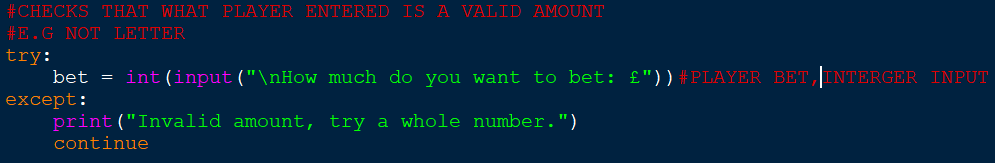 #CHECKS THAT WHAT PLAYER ENTERED IS A VALID AMOUNT
#E.G NOT LETTER
try:
    bet = int(input("\nHow much do you want to bet: £"))#PLAYER BET,INTERGER INPUT
except:
    print("Invalid amount, try a whole number.")
    continue